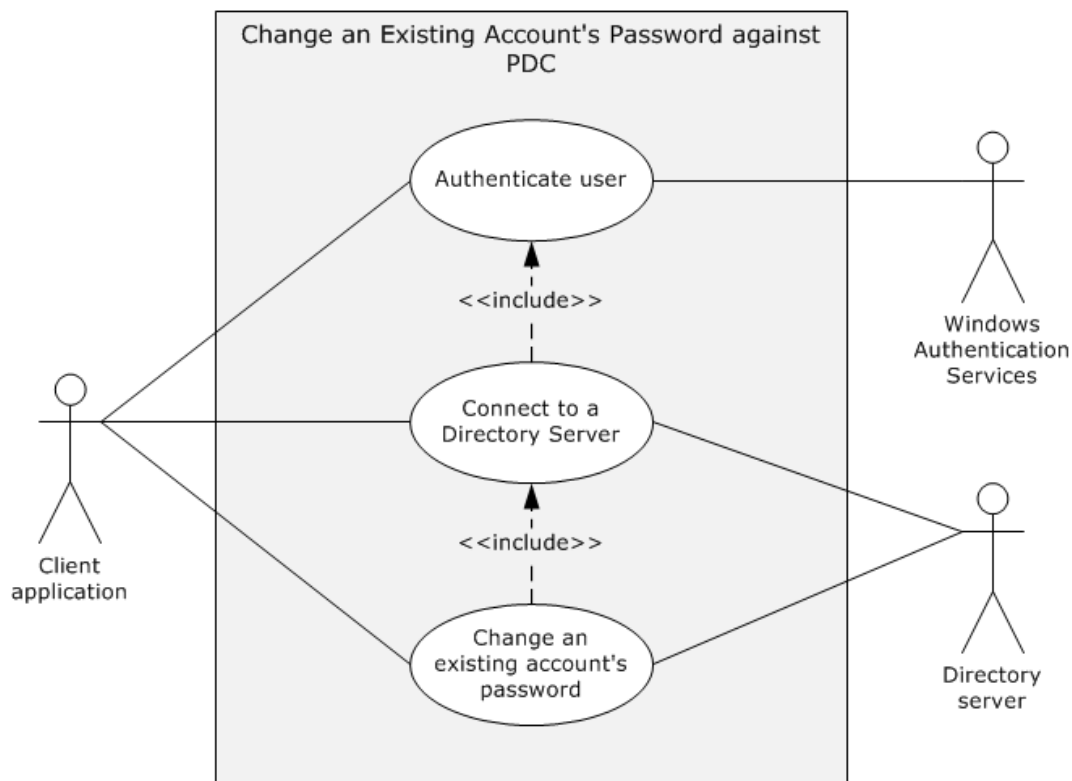 Change an Existing Account's Password against
PDC
Authenticate user
<<include>>
Windows
Authentication
Services
Connect to a
Directory Server
<<include>>
Client
application
Change an
existing account's
password
Directory
server